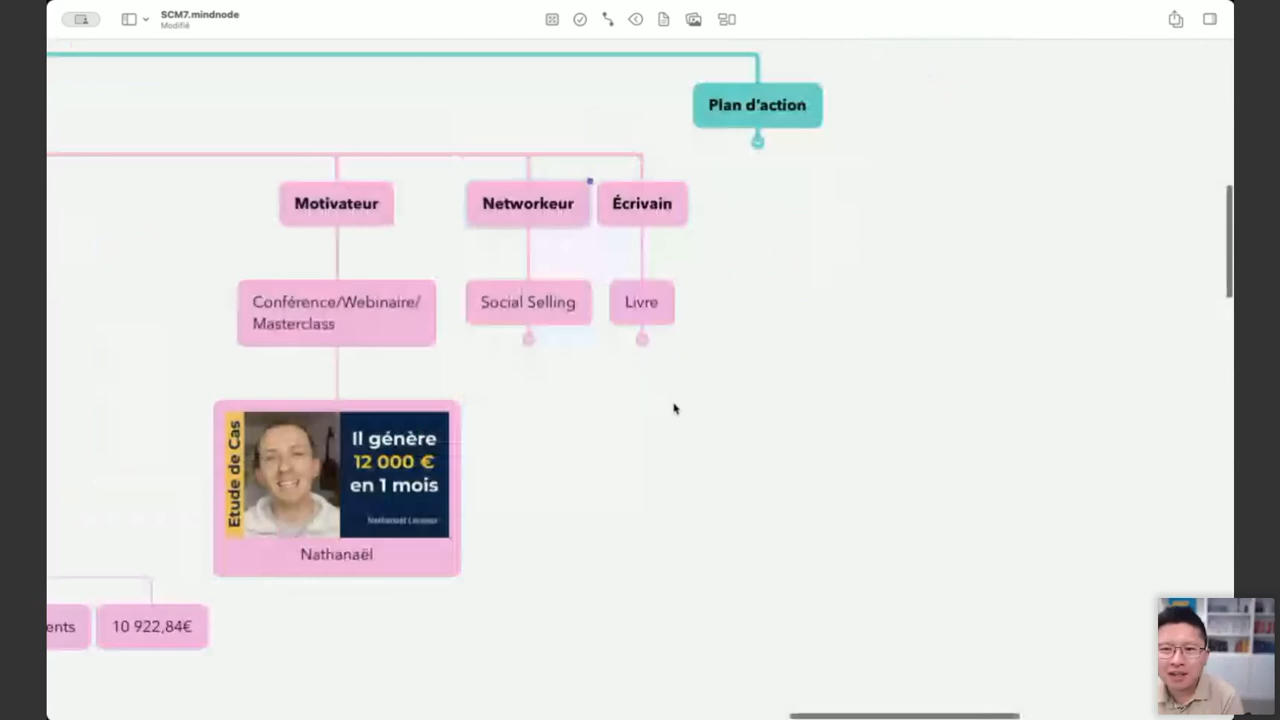 SCM7.mindnode
Modifié
Plan d'action
Motivateur
Networkeur
Écrivain
Conférence/Webinaire/
Masterclass
Social Selling
Livre
Etude de Cas
Il génère
12 000 €
en 1 mois
Nathanaël
ents
10 922,84€